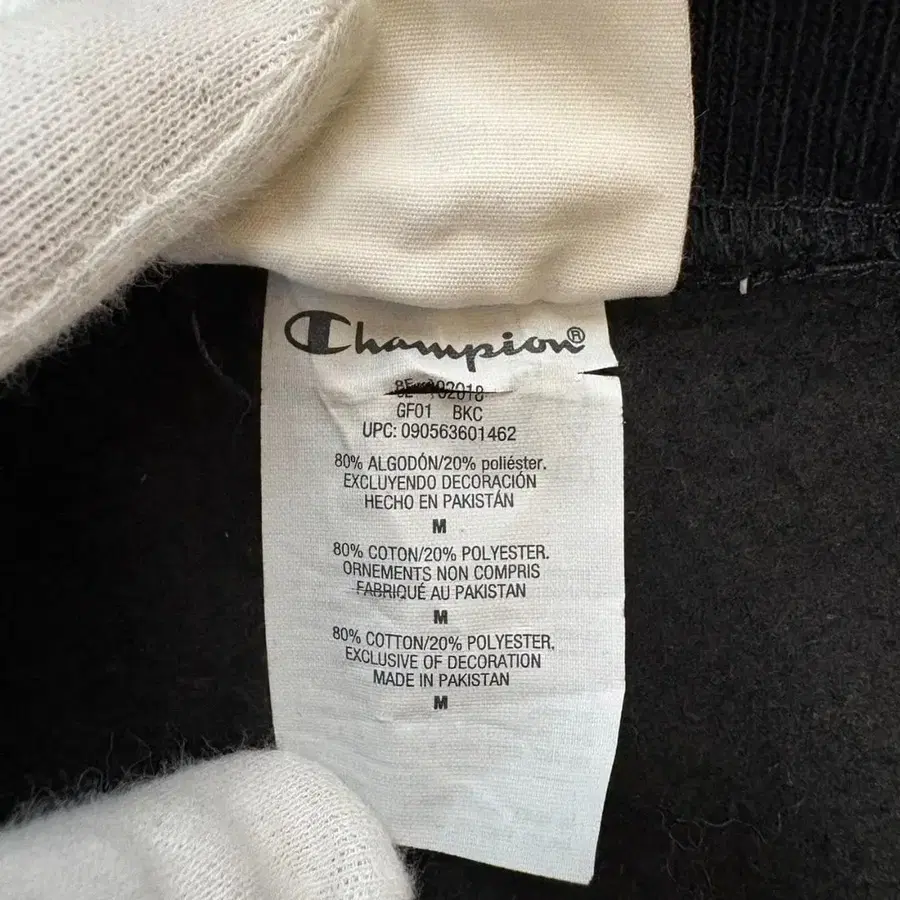 Champion®
GF01 BKC
UPC: 090563601462
80% ALGODÓN/20% poliéster.
EXCLUYENDO DECORACIÓN
HECHO EN PAKISTÁN
M
80% COTON/20% POLYESTER.
ORNEMENTS NON COMPRIS
FABRIQUÉ AU PAKISTAN
M
80% COTTON/20% POLYESTER,
EXCLUSIVE OF DECORATION
MADE IN PAKISTAN
M